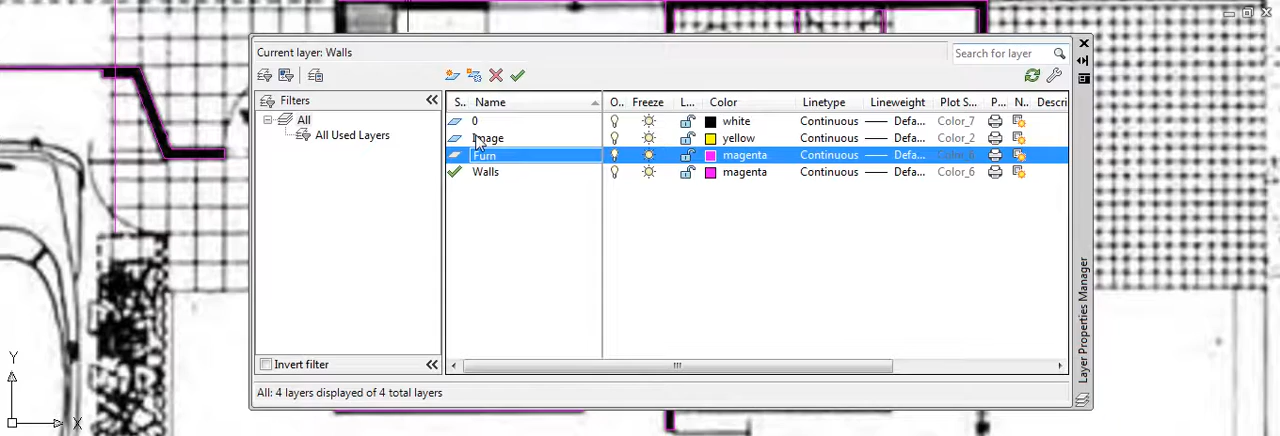 Current layer: Walls
Search for layer
Filters
All
All Used Layers
Invert filter
S.. Name O.. Freeze L... Color Linetype Lineweight Plot S... P... N.. Descri
0 white Continuous Defa... Color_7
Image yellow Continuous Defa... Color_2
Furn magenta Continuous Defa... Color_6
Walls magenta Continuous Defa... Color_6
All: 4 layers displayed of 4 total layers
Layer Properties Manager
Y
X